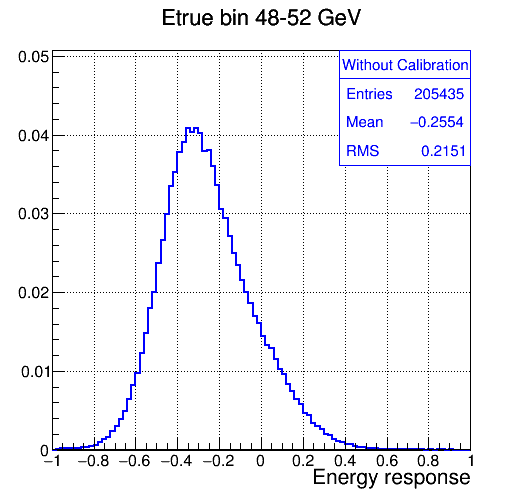 Etrue bin 48-52 GeV
Without Calibration
Entries 205435
Mean −0.2554
RMS 0.2151
0.05
0.04
0.03
0.02
0.01
0
−1 −0.8 −0.6 −0.4 −0.2 0 0.2 0.4 0.6 0.8 1
Energy response